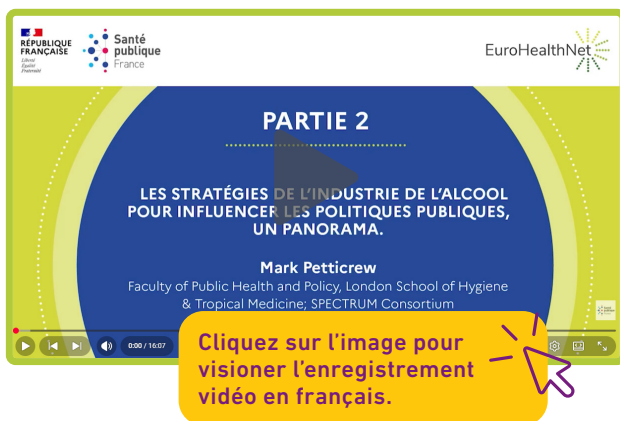 RÉPUBLIQUE
FRANÇAISE
Liberté
Égalité
Fraternité
Santé
publique
France
EuroHealthNet
PARTIE 2
LES STRATÉGIES DE L'INDUSTRIE DE L'ALCOOL
POUR INFLUENCER LES POLITIQUES PUBLIQUES,
UN PANORAMA.
Mark Petticrew
Faculty of Public Health and Policy, London School of Hygiene
& Tropical Medicine; SPECTRUM Consortium
0:00 / 16:07
Cliquez sur l'image pour
visioner l'enregistrement
vidéo en français.